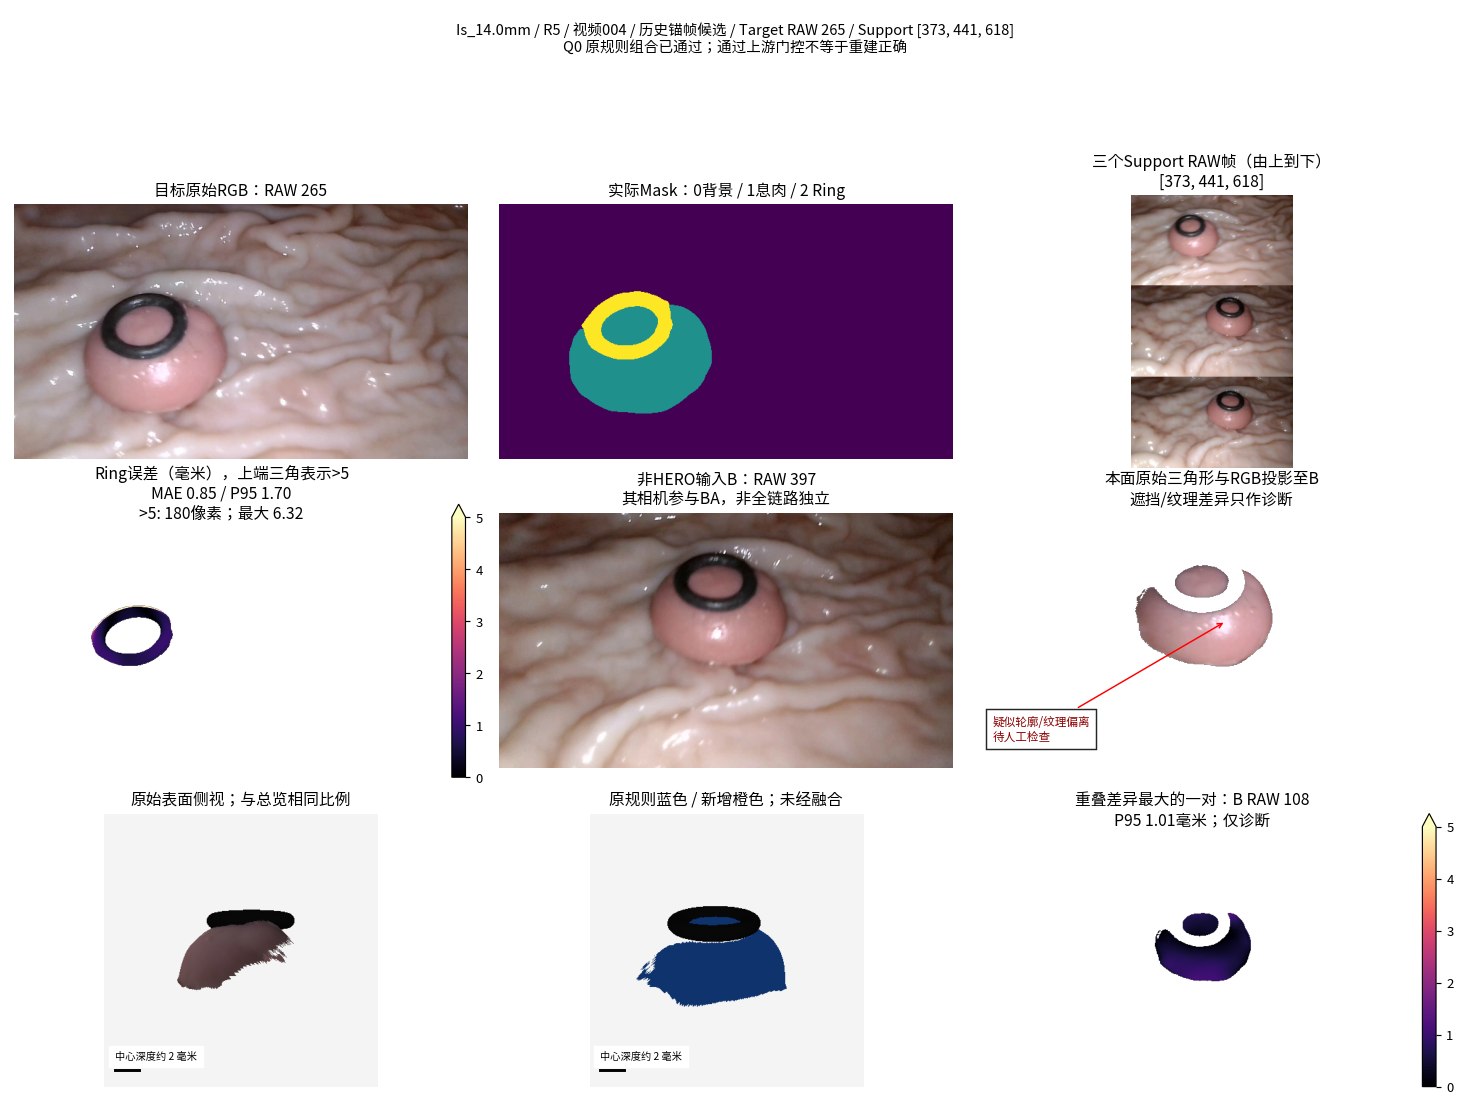 Is_14.0mm / R5 / 视频004 / 历史锚帧候选 / Target RAW 265 / Support [373, 441, 618]
Q0 原规则组合已通过；通过上游门控不等于重建正确
目标原始RGB：RAW 265
实际Mask：0背景 / 1息肉 / 2 Ring
三个Support RAW帧（由上到下）
[373, 441, 618]
Ring误差（毫米），上端三角表示>5
MAE 0.85 / P95 1.70
>5: 180像素；最大 6.32
5
4
3
2
1
0
非HERO输入B：RAW 397
其相机参与BA，非全链路独立
本面原始三角形与RGB投影至B
遮挡/纹理差异只作诊断
疑似轮廓/纹理偏离
待人工检查
原始表面侧视；与总览相同比例
中心深度约 2 毫米
原规则蓝色 / 新增橙色；未经融合
中心深度约 2 毫米
重叠差异最大的一对：B RAW 108
P95 1.01毫米；仅诊断
5
4
3
2
1
0